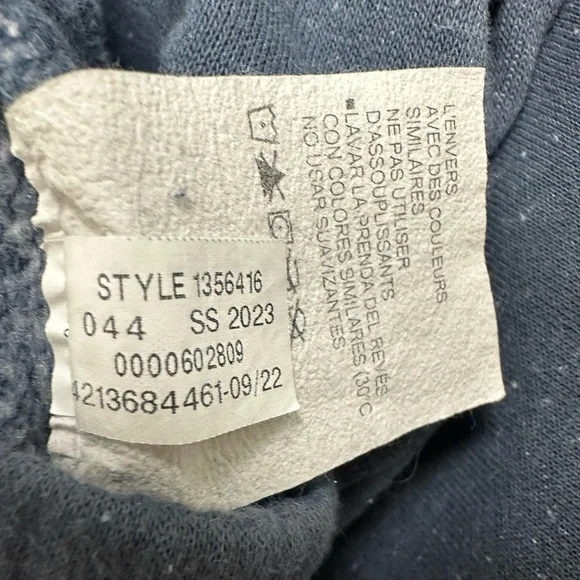 STYLE 1356416
044 SS 2023
0000602809
4213684461-09/22
L'ENVERS
AVEC DES COULEURS
SIMILAIRES
NE PAS UTILISER
D'ASSOUPLISSANTS
▪LAVAR LA PRENDA DEL REVÉS
CON COLORES SIMILARES (30°C
NO USAR SUAVIZANTES